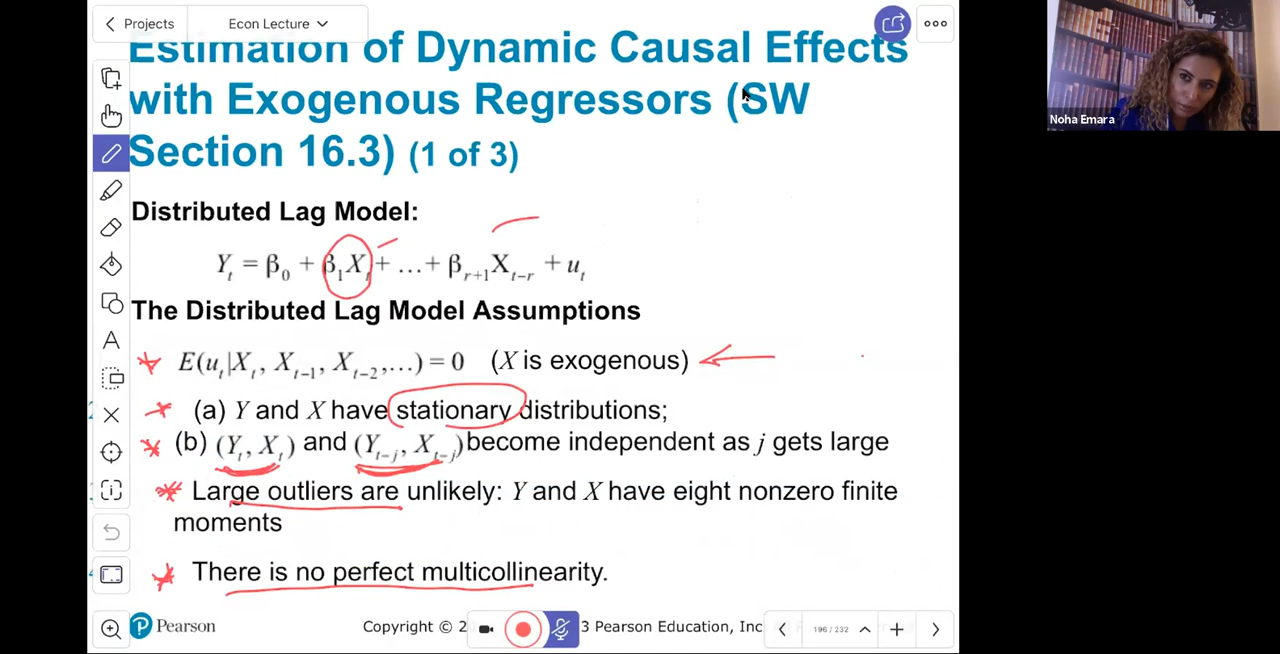 Projects
Econ Lecture
Estimation of Dynamic Causal Effects
with Exogenous Regressors (SW
Section 16.3) (1 of 3)
Noha Emara
Distributed Lag Model:
Yₜ = β₀ + β₁Xₜ + … + βᵣ₊₁Xₜ₋ᵣ + uₜ
The Distributed Lag Model Assumptions
E(uₜ|Xₜ, Xₜ₋₁, Xₜ₋₂,…) = 0 (X is exogenous)
(a) Y and X have stationary distributions;
(b) (Yₜ, Xₜ) and (Yₜ₋ⱼ, Xₜ₋ⱼ) become independent as j gets large
Large outliers are unlikely: Y and X have eight nonzero finite
moments
There is no perfect multicollinearity.
Pearson
Copyright © 2
3 Pearson Education, Inc
196 / 232